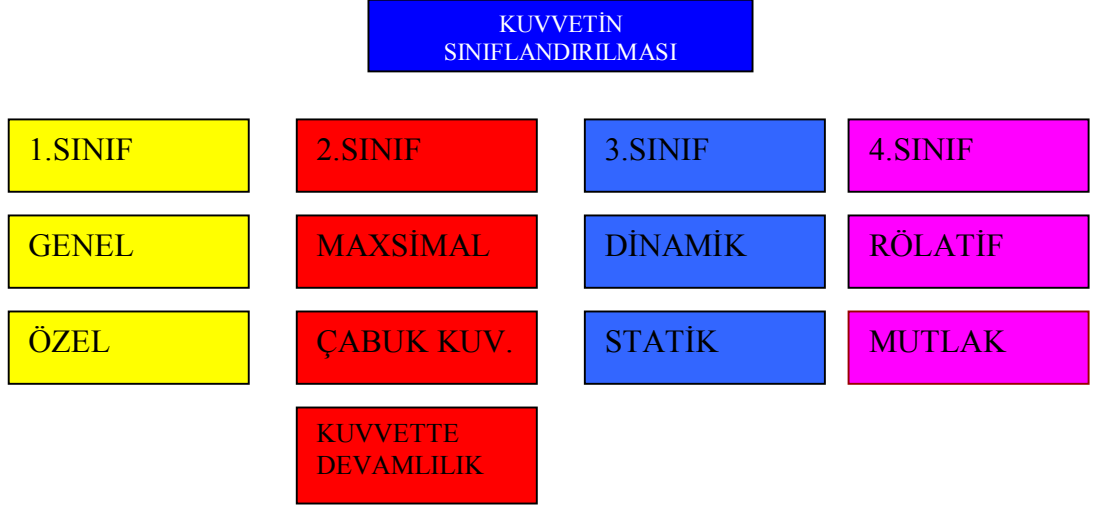 KUVVETİN
SINIFLANDIRILMASI
1.SINIF
2.SINIF
3.SINIF
4.SINIF
GENEL
MAXSİMAL
DİNAMİK
RÖLATİF
ÖZEL
ÇABUK KUV.
STATİK
MUTLAK
KUVVETTE
DEVAMLILIK